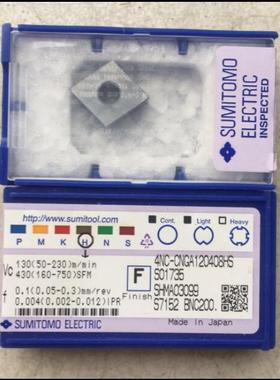 SUMITOMO
ELECTRIC
INSPECTED
http://www.sumitool.com
Cont.
Light
Heavy
P M K H N S
Vc 130(50-230)m/min
430(160-750)SFM
f 0.1(0.05-0.3)mm/rev
0.004(0.002-0.012)IPR
F
Finish
4NC-CNGA120408HS
S01735
SHMA03099
S7152 BNC200.
Made in Japan
SUMITOMO ELECTRIC